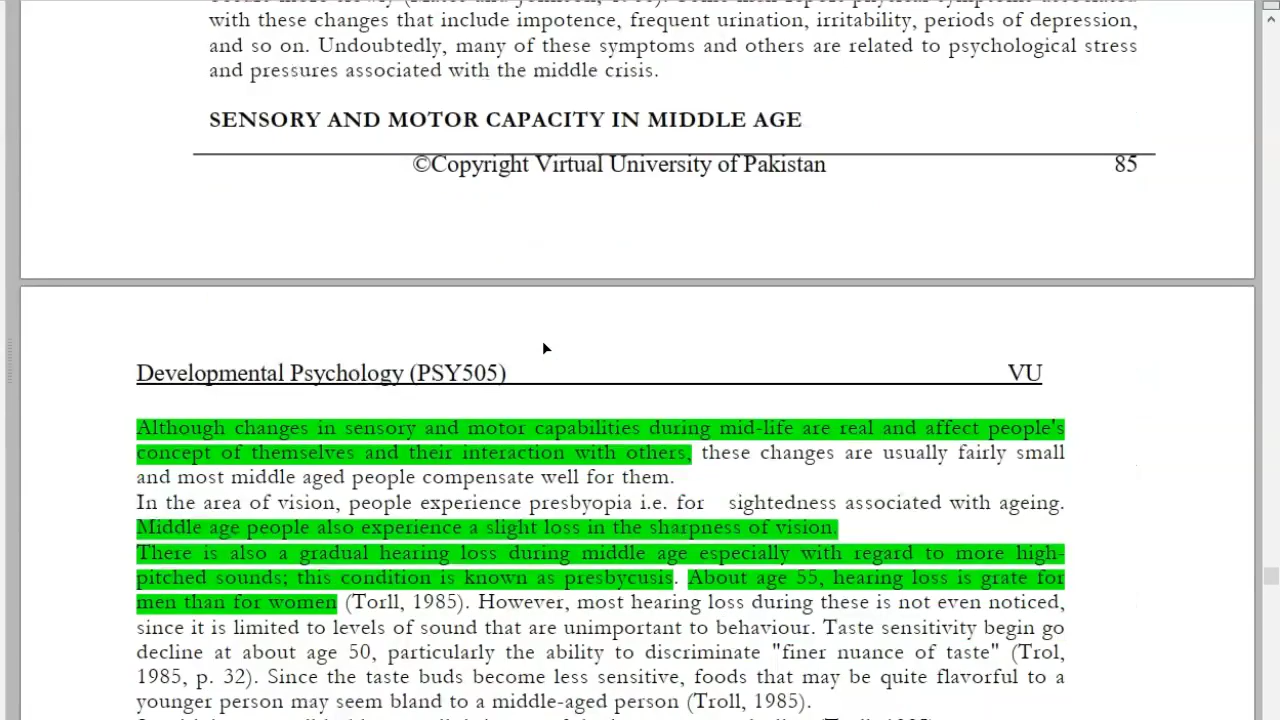 with these changes that include impotence, frequent urination, irritability, periods of depression,
and so on. Undoubtedly, many of these symptoms and others are related to psychological stress
and pressures associated with the middle crisis.
SENSORY AND MOTOR CAPACITY IN MIDDLE AGE
©Copyright Virtual University of Pakistan 85
Developmental Psychology (PSY505) VU
Although changes in sensory and motor capabilities during mid-life are real and affect people's
concept of themselves and their interaction with others, these changes are usually fairly small
and most middle aged people compensate well for them.
In the area of vision, people experience presbyopia i.e. for sightedness associated with ageing.
Middle age people also experience a slight loss in the sharpness of vision.
There is also a gradual hearing loss during middle age especially with regard to more high-
pitched sounds; this condition is known as presbycusis. About age 55, hearing loss is grate for
men than for women (Torll, 1985). However, most hearing loss during these is not even noticed,
since it is limited to levels of sound that are unimportant to behaviour. Taste sensitivity begin go
decline at about age 50, particularly the ability to discriminate "finer nuance of taste" (Trol,
1985, p. 32). Since the taste buds become less sensitive, foods that may be quite flavorful to a
younger person may seem bland to a middle-aged person (Troll, 1985).